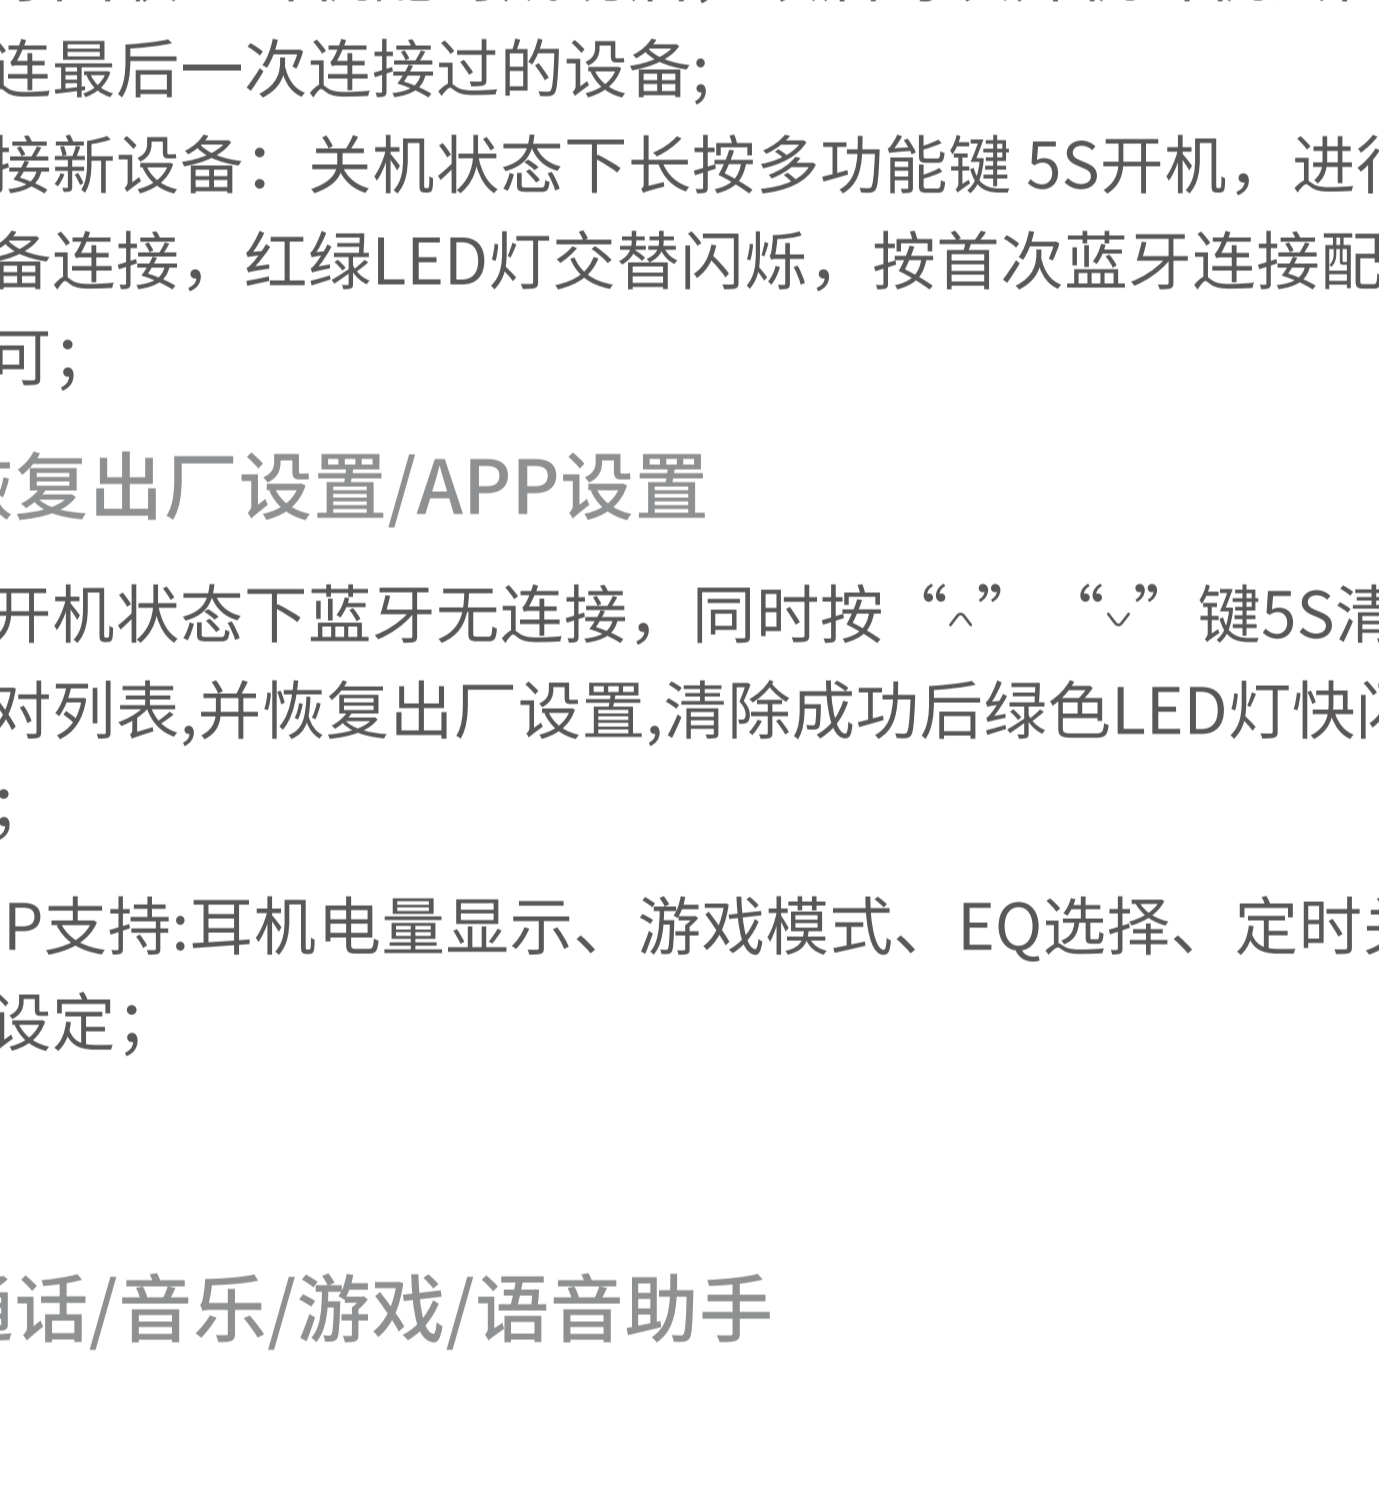 连最后一次连接过的设备;
接新设备：关机状态下长按多功能键 5S开机，进行
备连接，红绿LED灯交替闪烁，按首次蓝牙连接配
可；
恢复出厂设置/APP设置
开机状态下蓝牙无连接，同时按“︿” “﹀”键5S清
对列表,并恢复出厂设置,清除成功后绿色LED灯快闪
；
P支持:耳机电量显示、游戏模式、EQ选择、定时关
设定；
通话/音乐/游戏/语音助手